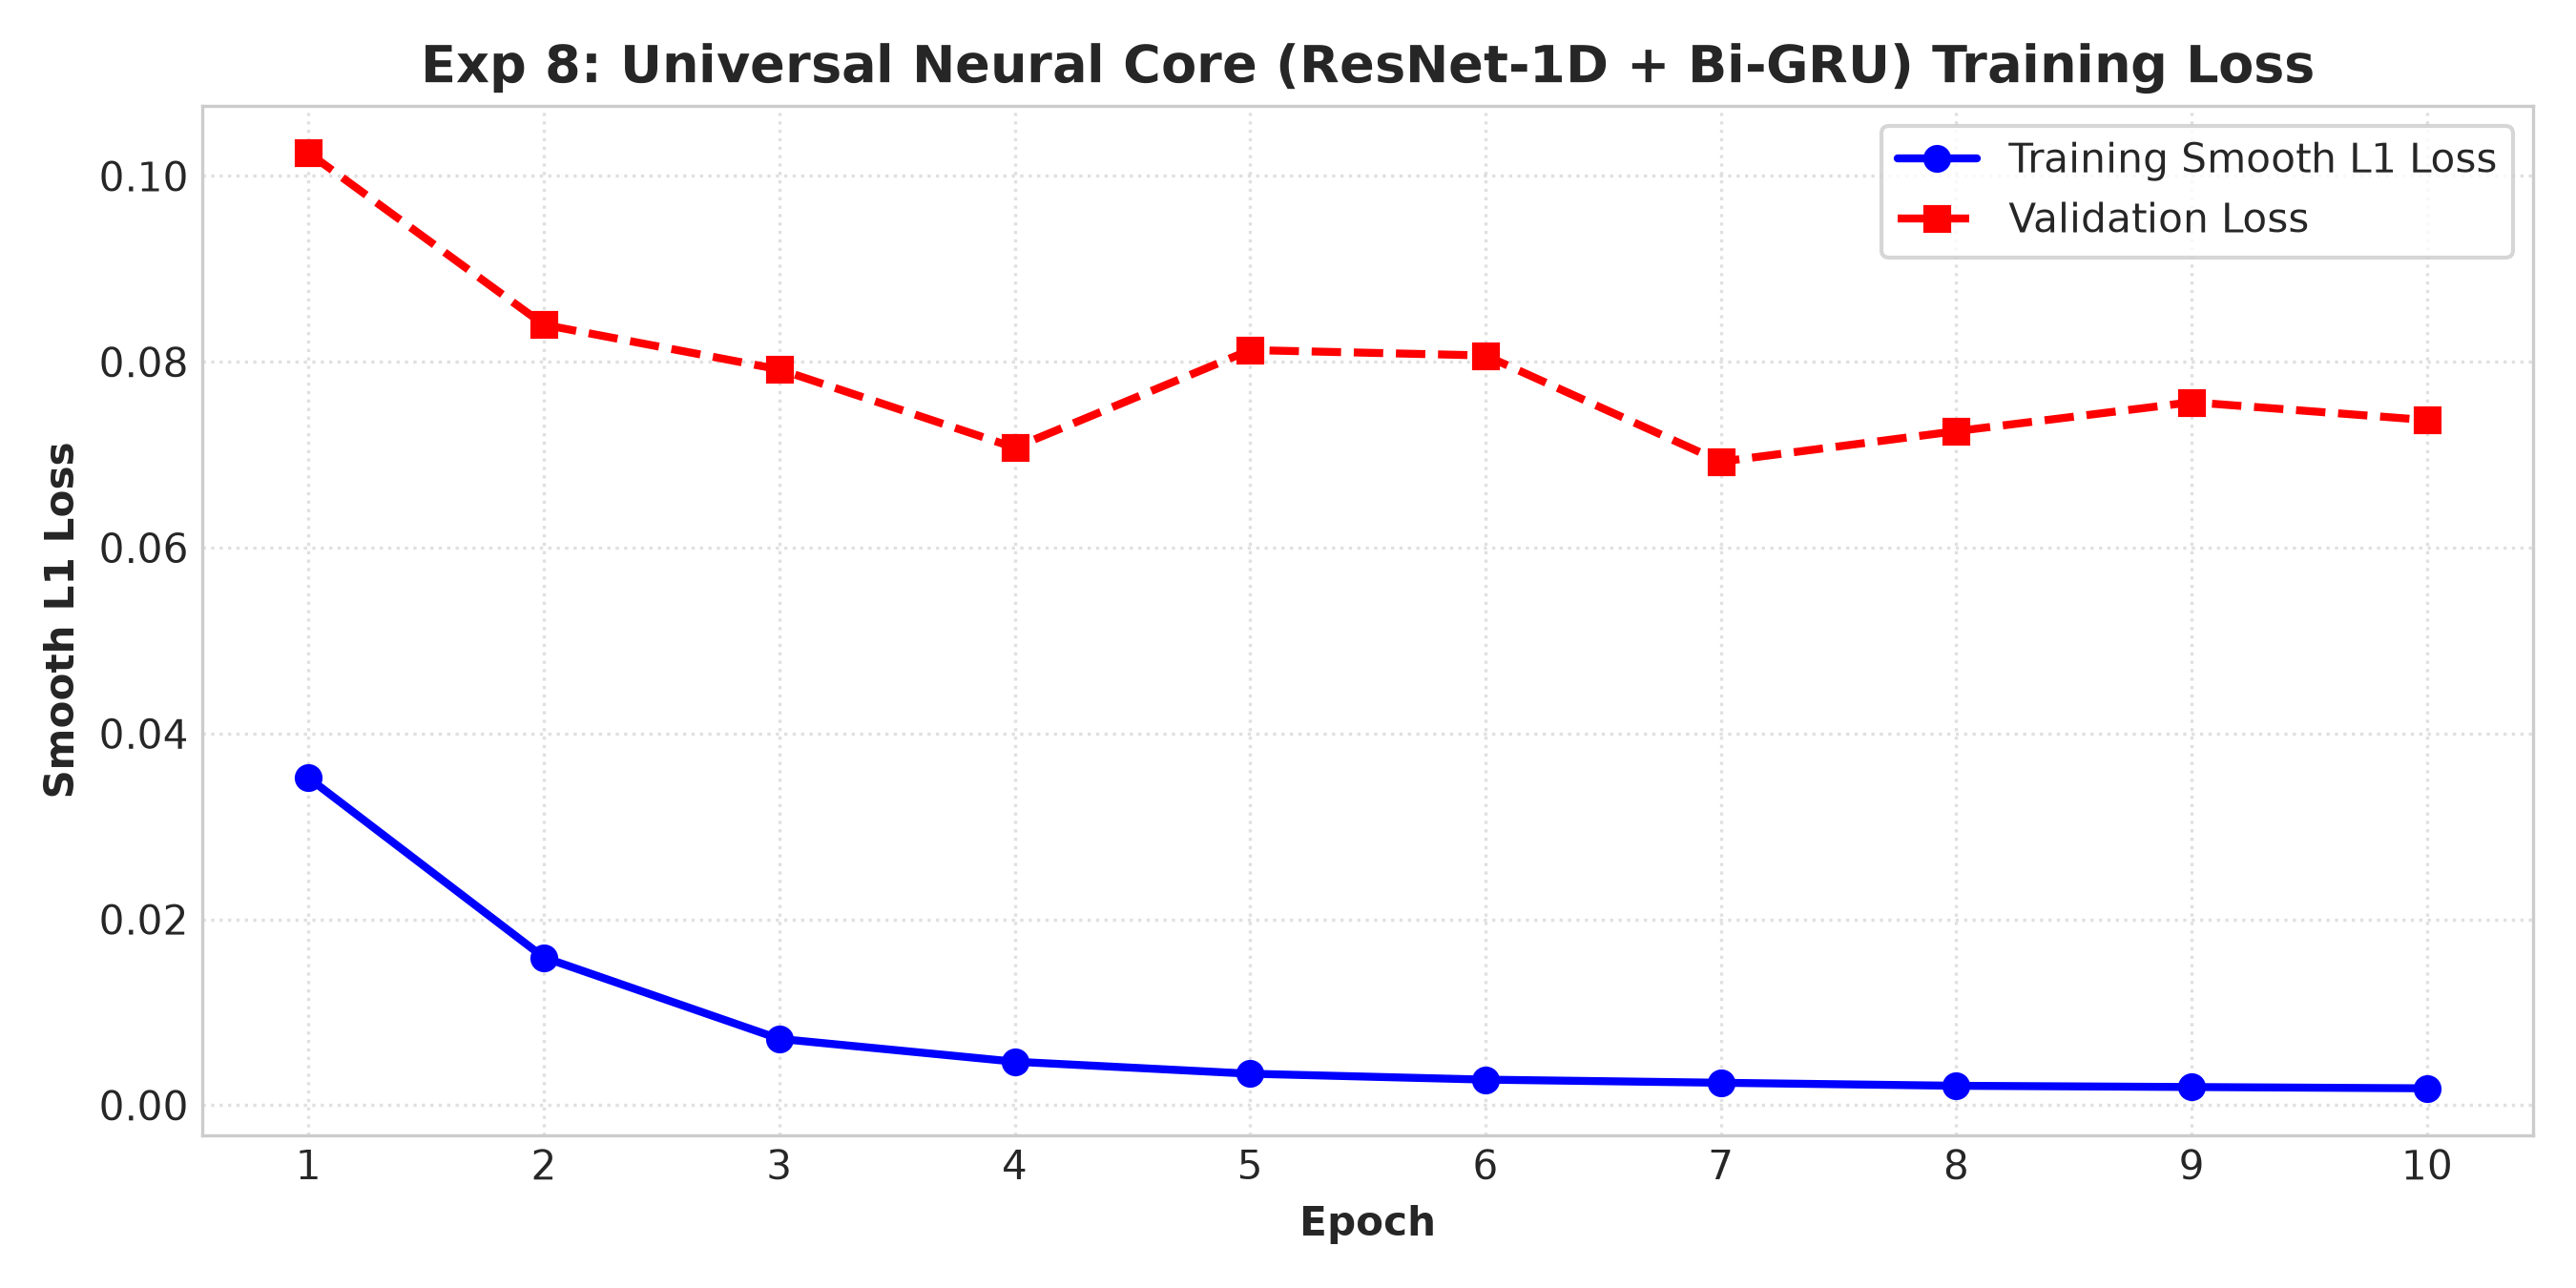 Exp 8: Universal Neural Core (ResNet-1D + Bi-GRU) Training Loss
Training Smooth L1 Loss
Validation Loss
Smooth L1 Loss
0.10
0.08
0.06
0.04
0.02
0.00
1 2 3 4 5 6 7 8 9 10
Epoch